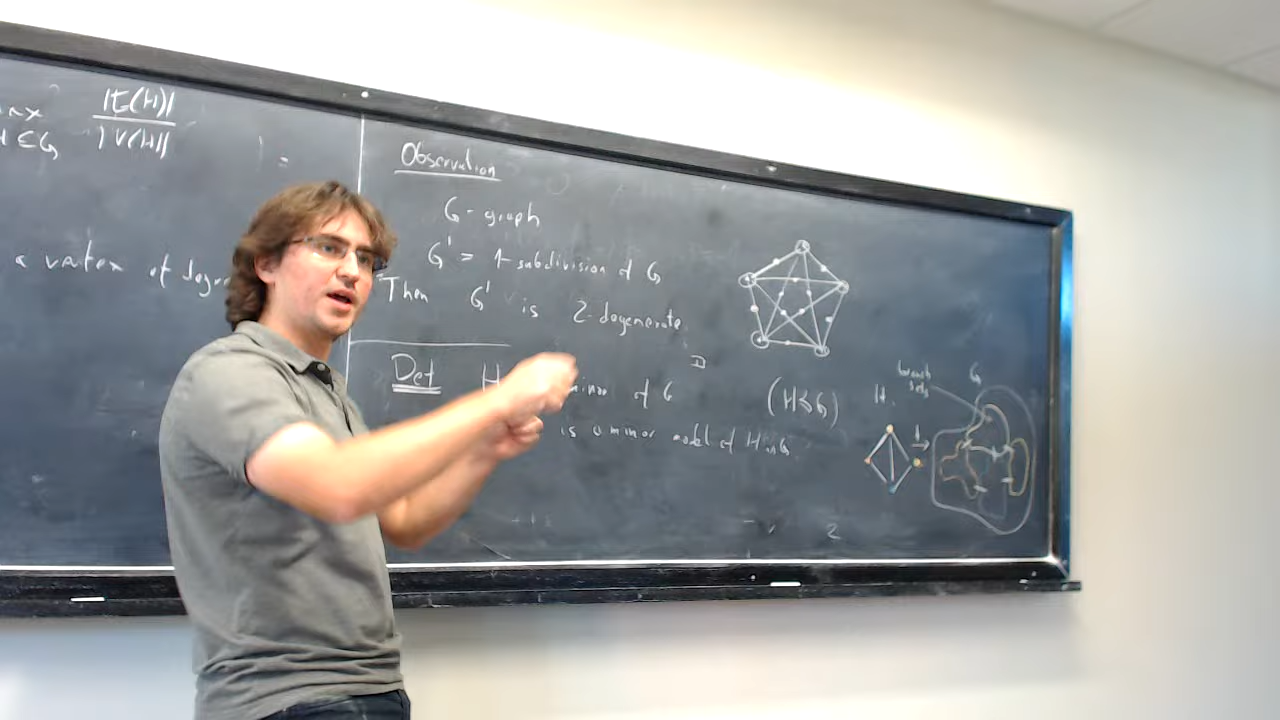 |E(H)|
|V(H)|
H ⊆ G
a vertex of degr
Observation
G - graph
G' = 1-subdivision of G
Then G' is 2-degenerate
Def H minor of G (H ≤ G)
is a minor model of H in G
branch
sets
G
H
f